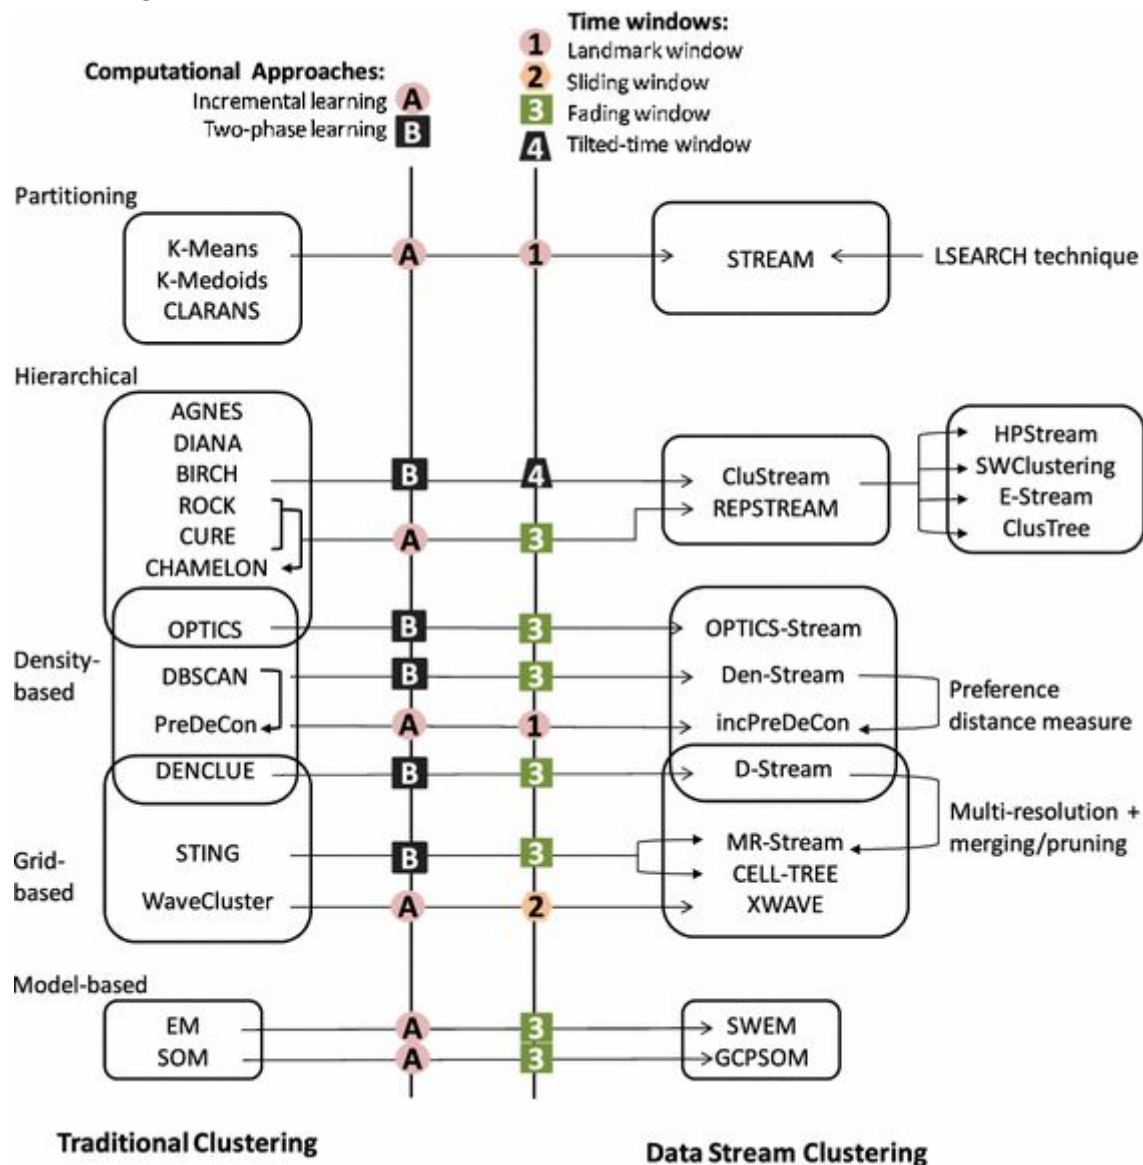 Time windows:
1 Landmark window
2 Sliding window
3 Fading window
4 Tilted-time window
Computational Approaches:
Incremental learning A
Two-phase learning B
Partitioning
K-Means A 1 STREAM LSEARCH technique
K-Medoids
CLARANS
Hierarchical
AGNES
DIANA
BIRCH B 4 CluStream
ROCK REPSTREAM
CURE A 3
CHAMELON
HPStream
SWClustering
E-Stream
ClusTree
OPTICS B 3 OPTICS-Stream
Density-
based
DBSCAN B 3 Den-Stream
PreDeCon A 1 incPreDeCon
Preference
distance measure
DENCLUE B 3 D-Stream
Multi-resolution +
merging/pruning
Grid-
based
STING B 3 MR-Stream
CELL-TREE
WaveCluster A 2 XWAVE
Model-based
EM A 3 SWEM
SOM A 3 GCPSOM
Traditional Clustering
Data Stream Clustering